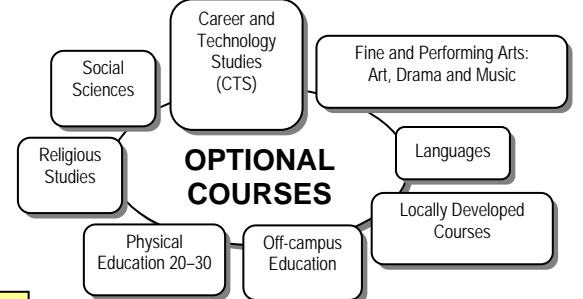 Career and
Technology
Studies
(CTS)
Fine and Performing Arts:
Art, Drama and Music
Social
Sciences
Languages
Religious
Studies
OPTIONAL
COURSES
Locally Developed
Courses
Physical
Education 20–30
Off-campus
Education